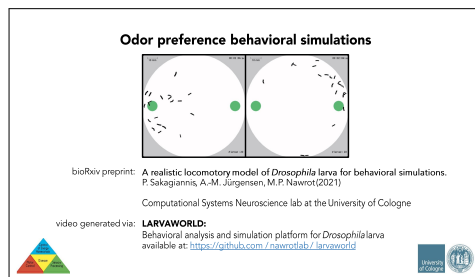 Odor preference behavioral simulations
bioRxiv preprint: A realistic locomotory model of Drosophila larva for behavioral simulations.
P. Sakagiannis, A.-M. Jürgensen, M.P. Nawrot (2021)
Computational Systems Neuroscience lab at the University of Cologne
video generated via: LARVAWORLD:
Behavioral analysis and simulation platform for Drosophila larva
available at: https://github.com / nawrotlab / larvaworld
University
of Cologne